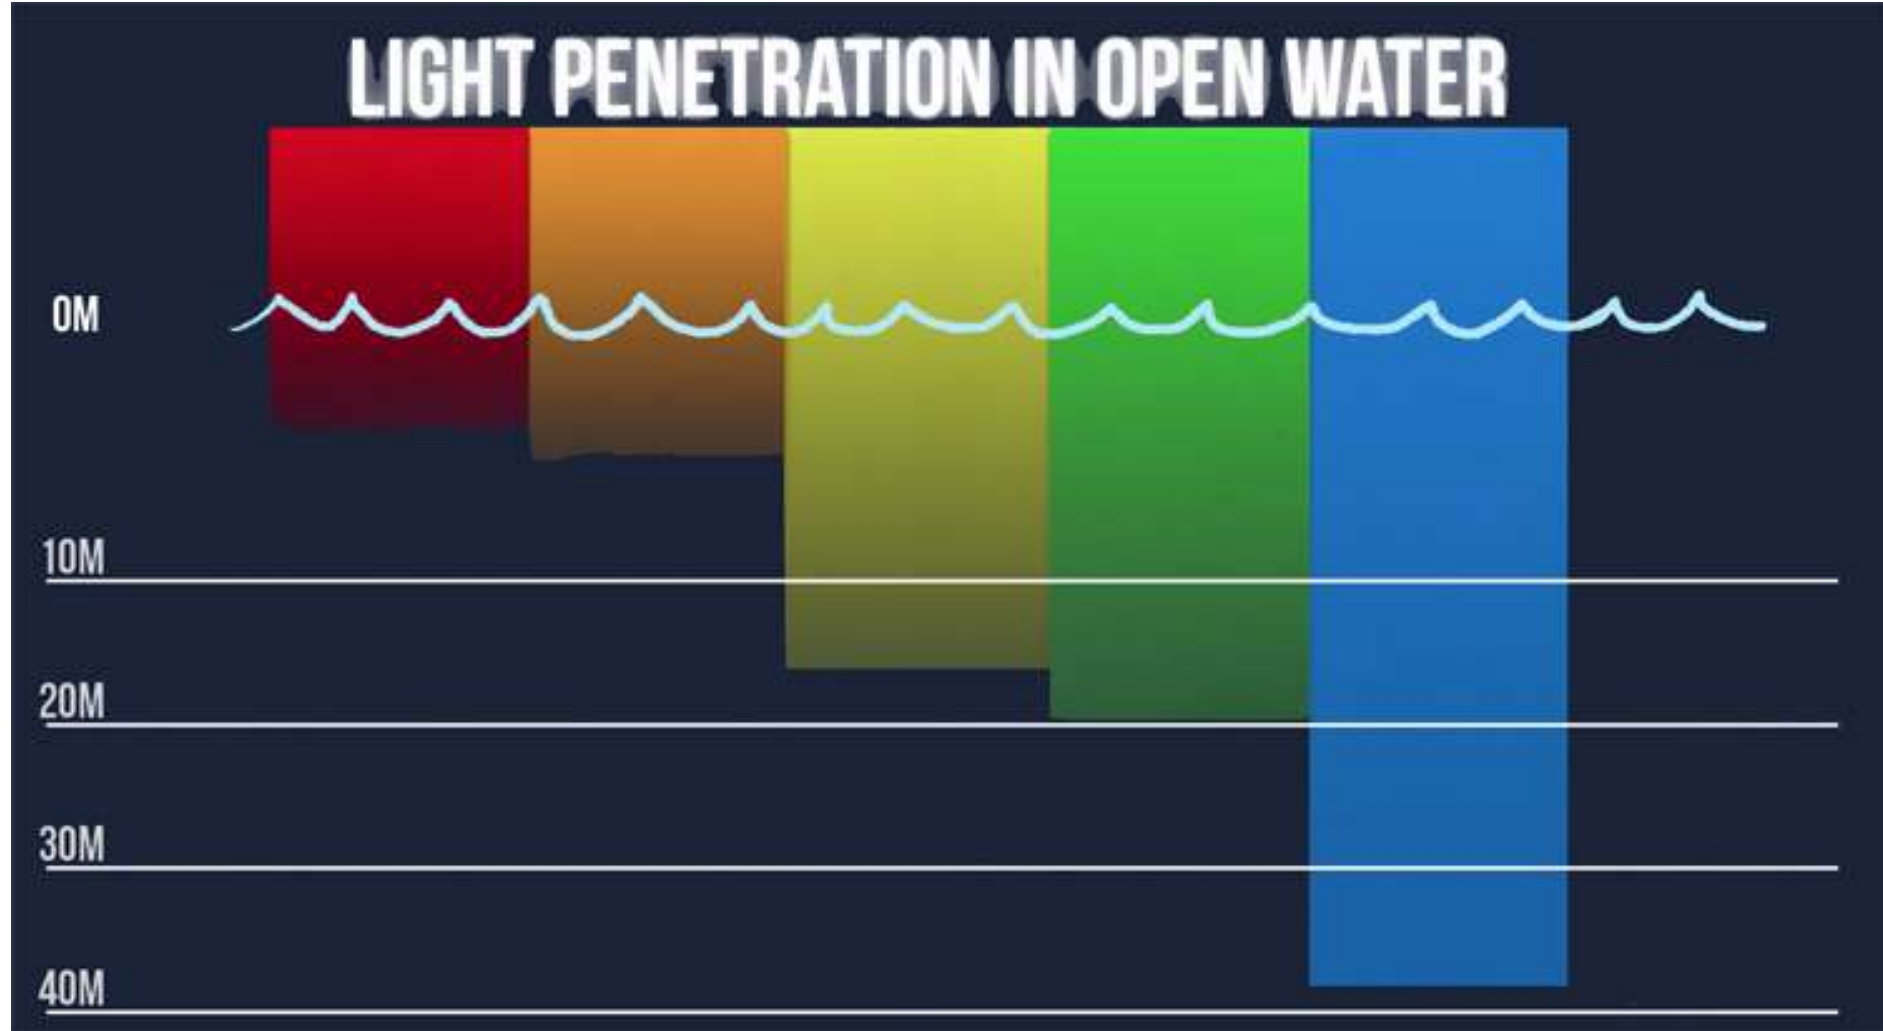 LIGHT PENETRATION IN OPEN WATER
0M
10M
20M
30M
40M